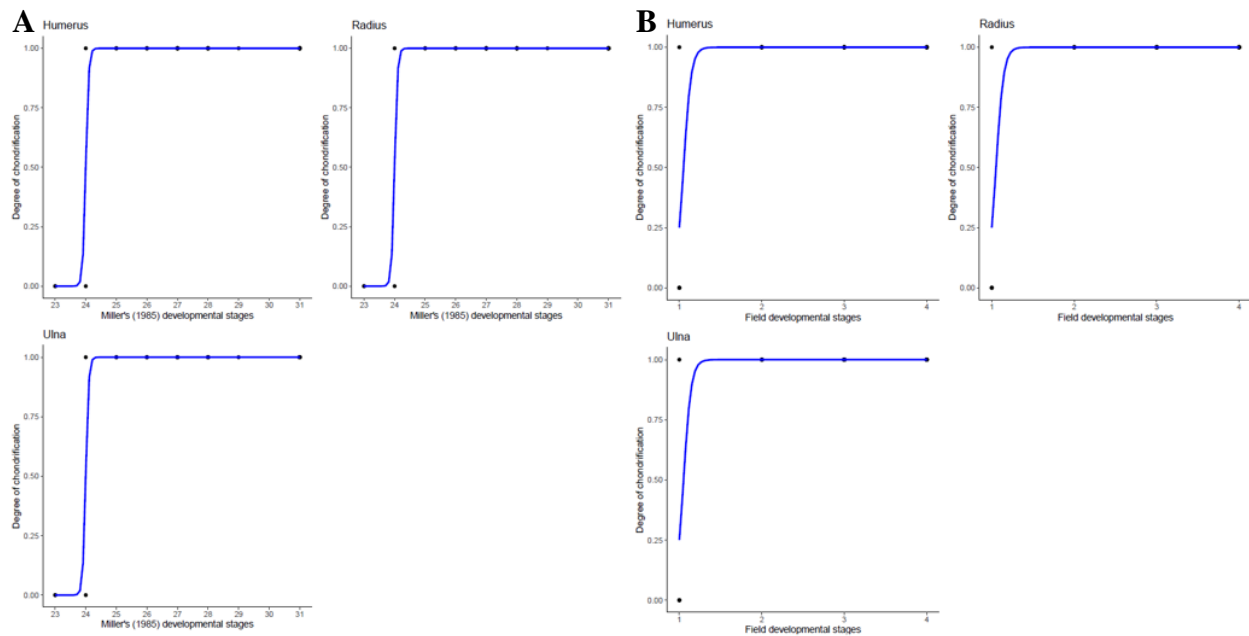 A
Humerus
Degree of chondrification
1.00
0.75
0.50
0.25
0.00
23 24 25 26 27 28 29 30 31
Miller's (1985) developmental stages
Radius
Degree of chondrification
1.00
0.75
0.50
0.25
0.00
23 24 25 26 27 28 29 30 31
Miller's (1985) developmental stages
Ulna
Degree of chondrification
1.00
0.75
0.50
0.25
0.00
23 24 25 26 27 28 29 30 31
Miller's (1985) developmental stages
B
Humerus
Degree of chondrification
1.00
0.75
0.50
0.25
0.00
1 2 3 4
Field developmental stages
Radius
Degree of chondrification
1.00
0.75
0.50
0.25
0.00
1 2 3 4
Field developmental stages
Ulna
Degree of chondrification
1.00
0.75
0.50
0.25
0.00
1 2 3 4
Field developmental stages